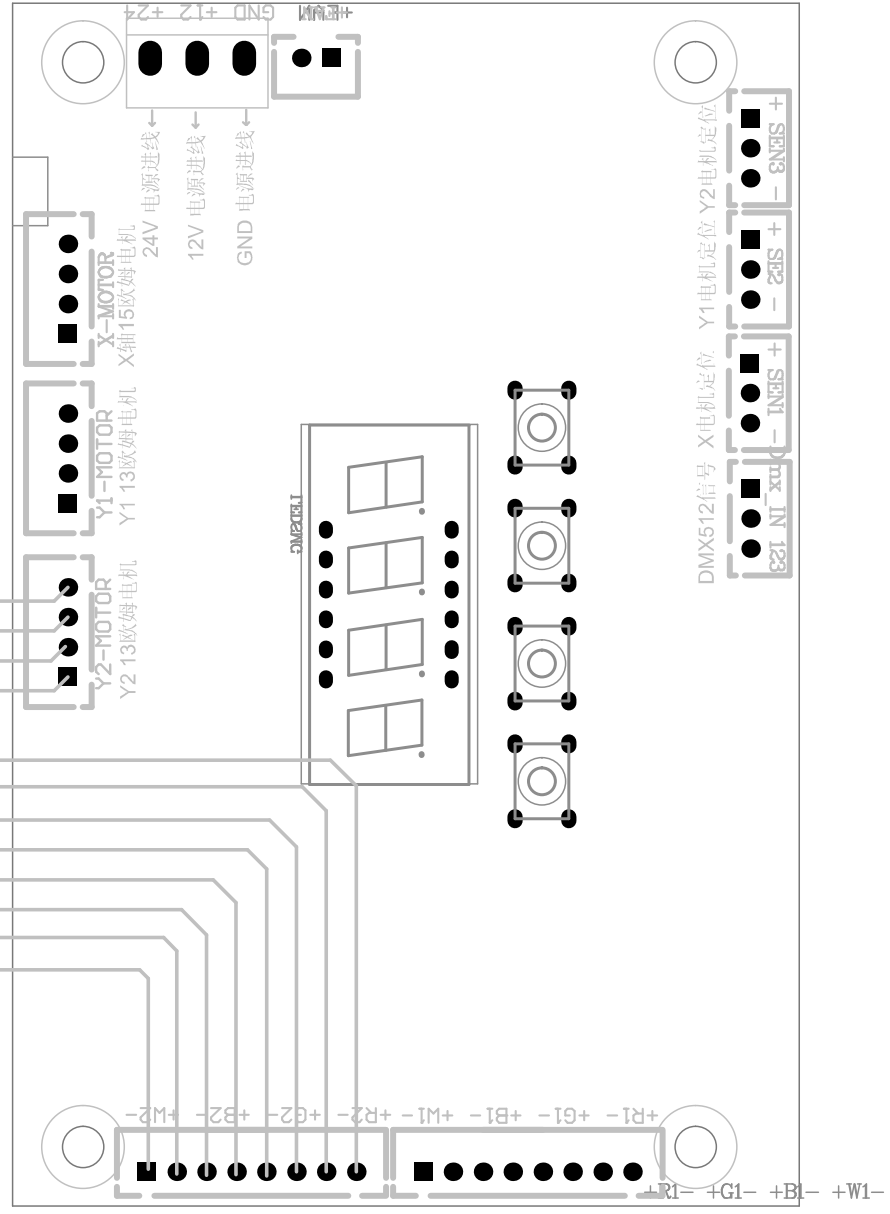 +24 +12 GND
+FAN-
24V 电源进线
12V 电源进线
GND 电源进线
X-MOTOR
X轴15欧姆电机
Y1-MOTOR
Y1 13欧姆电机
Y2-MOTOR
Y2 13欧姆电机
LEDSMG
Y2电机定位
+ SEN3 -
Y1电机定位
+ SE2 -
X电机定位
+ SEN1 -
DMX512信号
Dmx_IN 123
-W2+ -B2+ -G2+ -R2+
-W1+ -B1+ -G1+ -R1+
+R1- +G1- +B1- +W1-